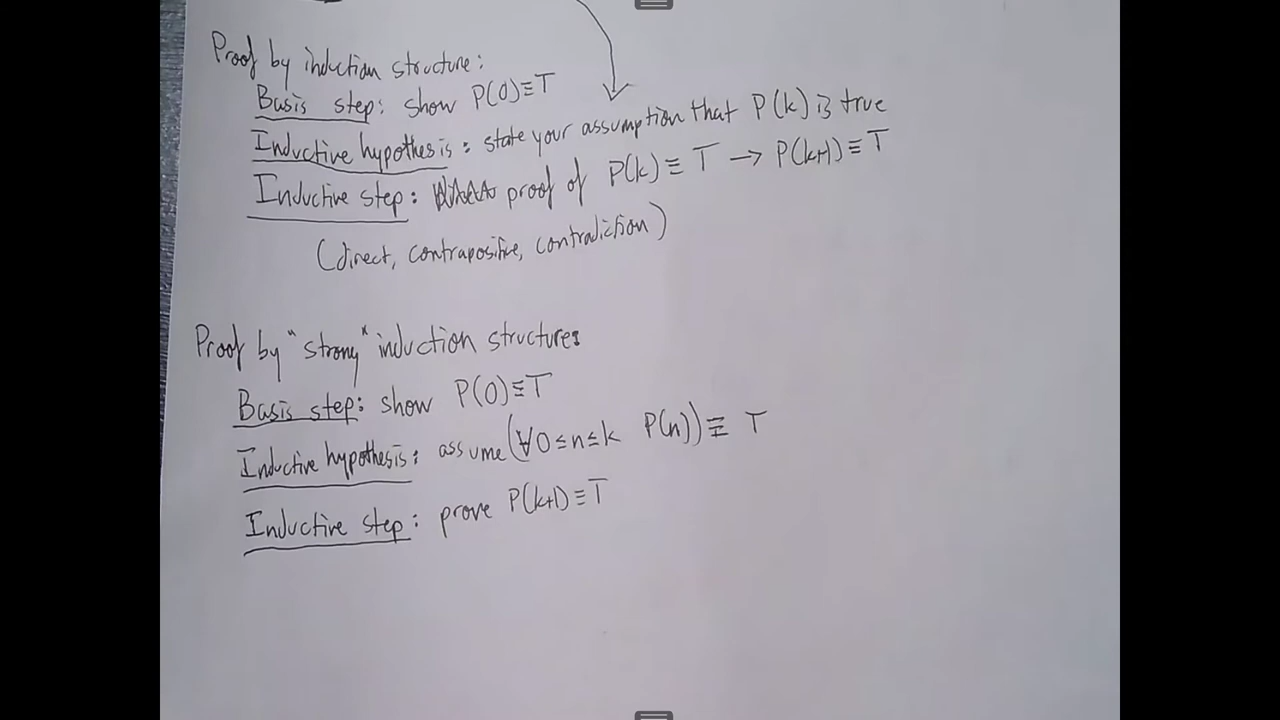 Proof by induction structure:
Basis step: show P(0)≡T
Inductive hypothesis: state your assumption that P(k) is true
Inductive step: proof of P(k)≡T → P(k+1)≡T
(direct, contrapositive, contradiction)
Proof by "strong" induction structure:
Basis step: show P(0)≡T
Inductive hypothesis: assume (∀0≤n≤k P(n))≡T
Inductive step: prove P(k+1)≡T